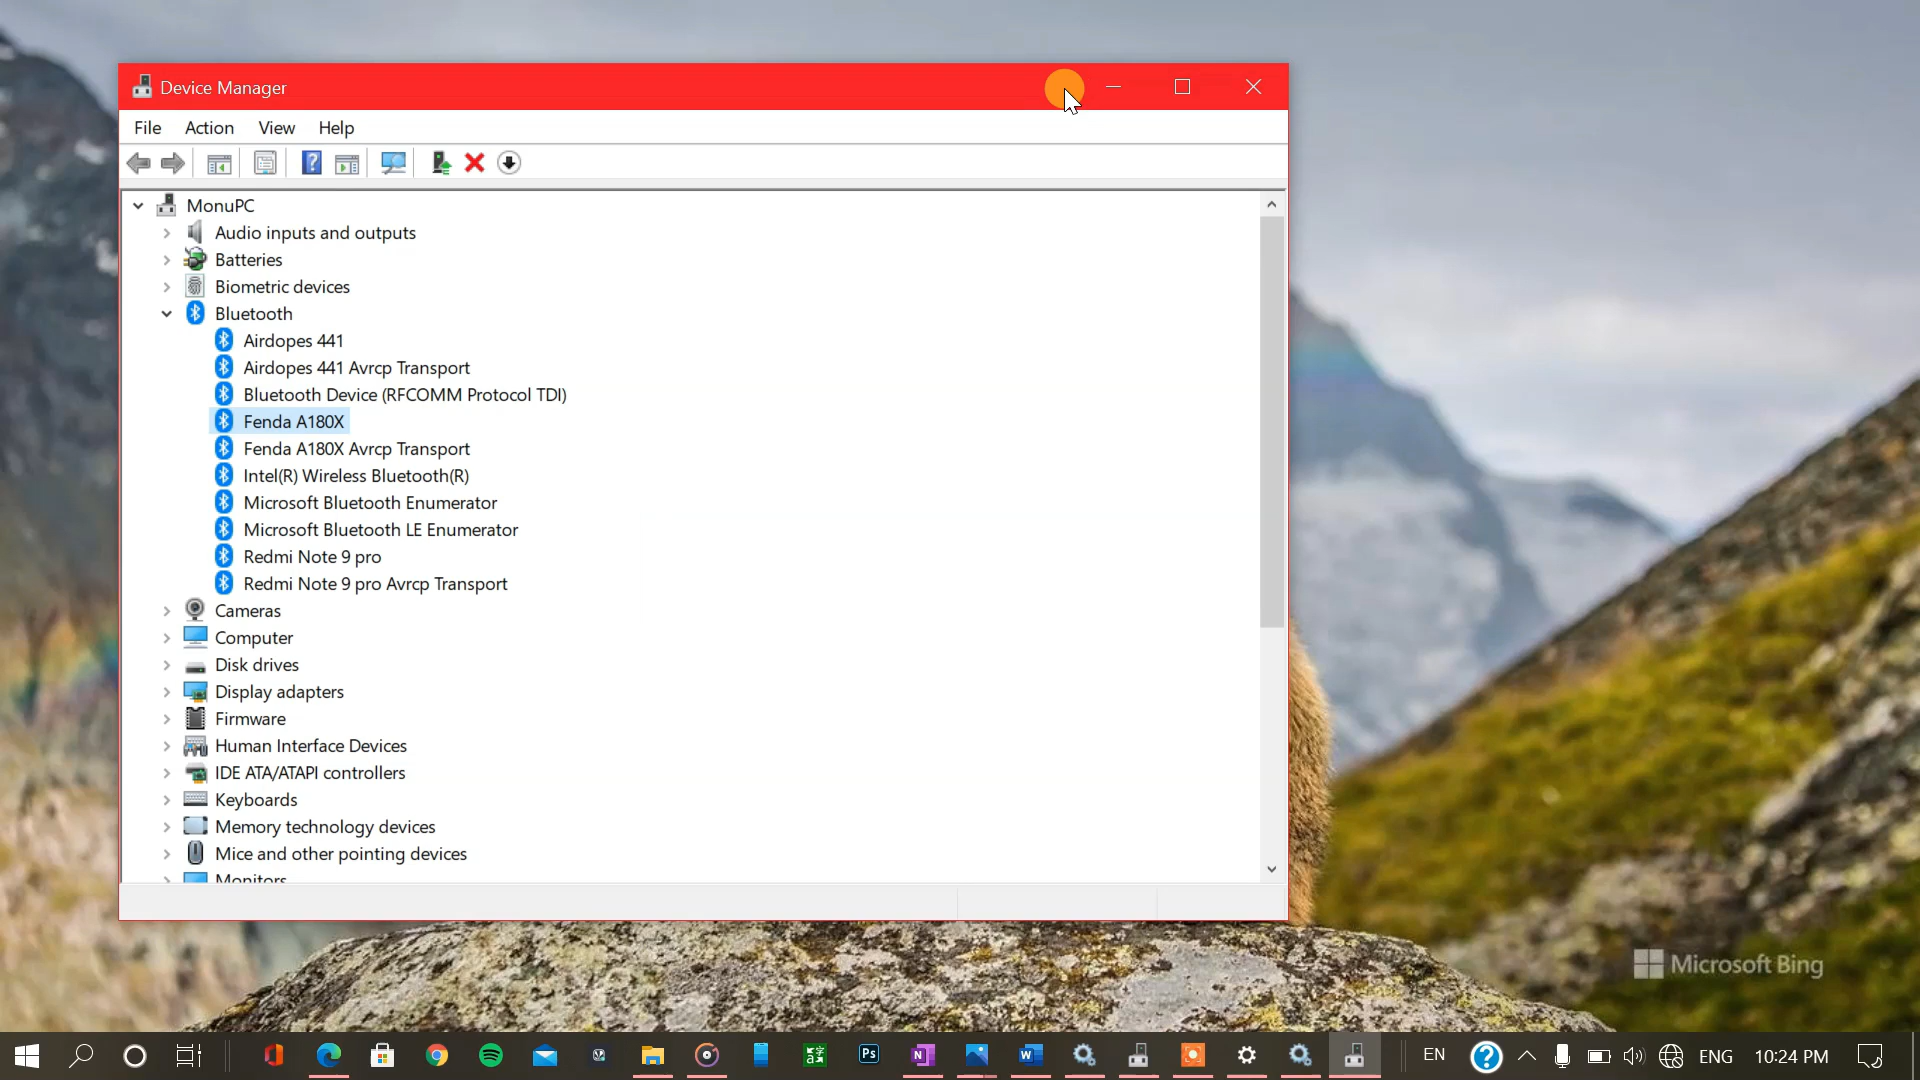 Device Manager
File Action View Help
MonuPC
Audio inputs and outputs
Batteries
Biometric devices
Bluetooth
Airdopes 441
Airdopes 441 Avrcp Transport
Bluetooth Device (RFCOMM Protocol TDI)
Fenda A180X
Fenda A180X Avrcp Transport
Intel(R) Wireless Bluetooth(R)
Microsoft Bluetooth Enumerator
Microsoft Bluetooth LE Enumerator
Redmi Note 9 pro
Redmi Note 9 pro Avrcp Transport
Cameras
Computer
Disk drives
Display adapters
Firmware
Human Interface Devices
IDE ATA/ATAPI controllers
Keyboards
Memory technology devices
Mice and other pointing devices
Monitors
Microsoft Bing
Ps
EN
ENG
10:24 PM